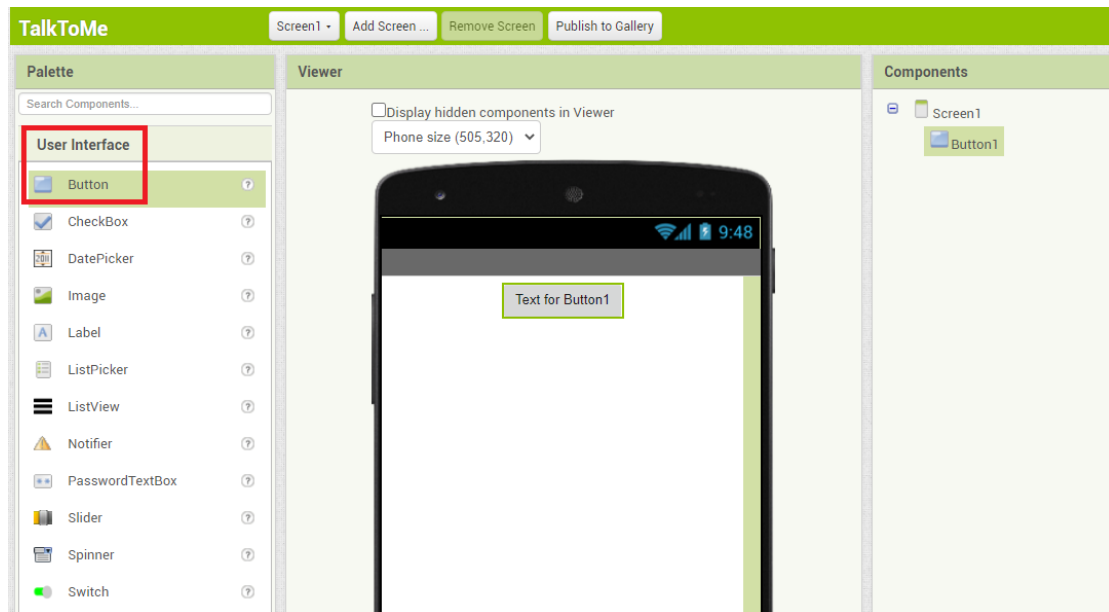 TalkToMe
Screen1
Add Screen ...
Remove Screen
Publish to Gallery
Palette
Search Components...
User Interface
Button
?
CheckBox
?
2011
DatePicker
?
Image
?
A
Label
?
ListPicker
?
ListView
?
Notifier
?
PasswordTextBox
?
Slider
?
Spinner
?
Switch
?
Viewer
Display hidden components in Viewer
Phone size (505,320)
9:48
Text for Button1
Components
Screen1
Button1